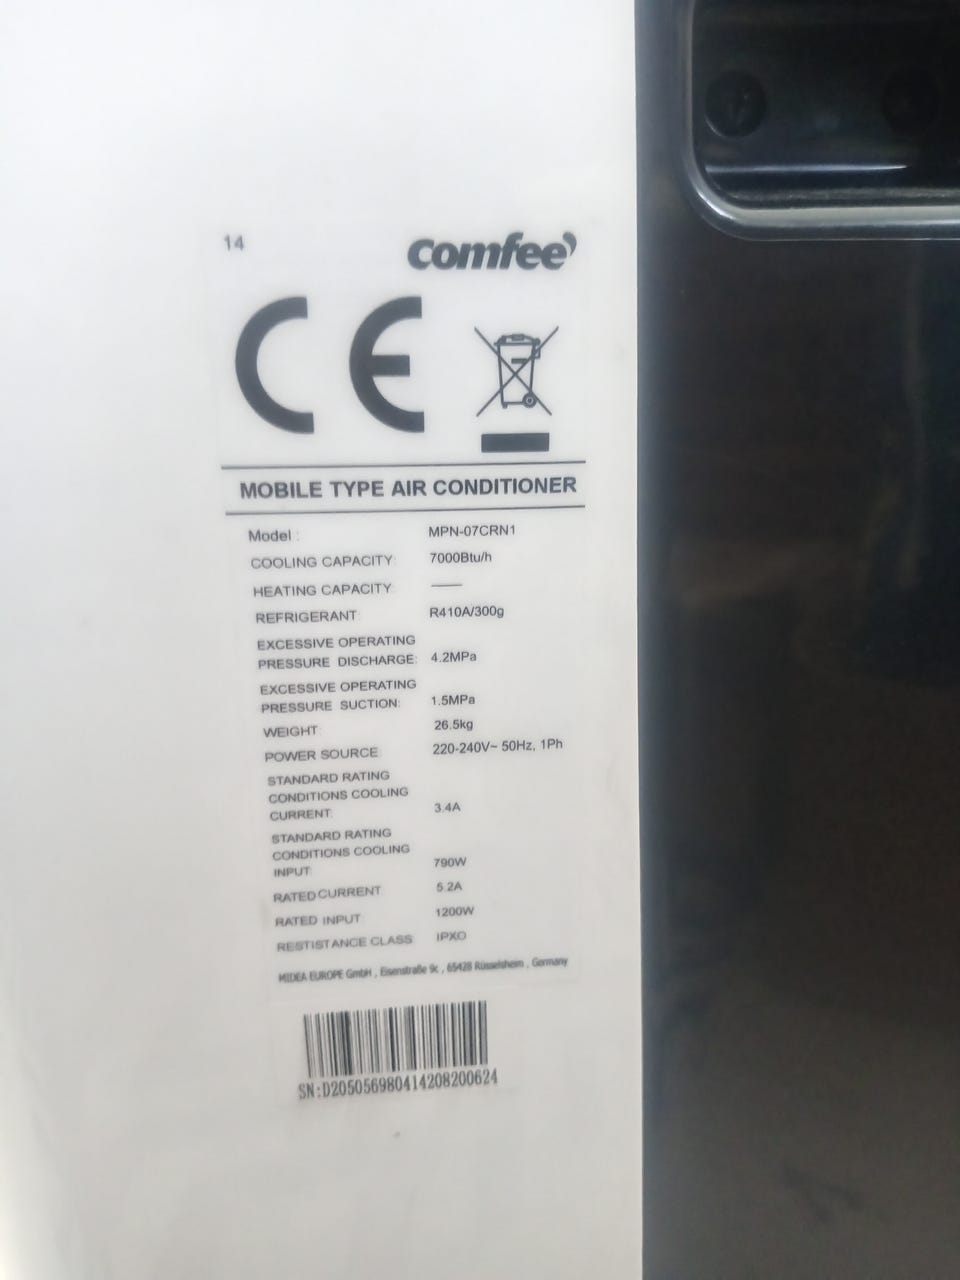 14
comfee'
CE
MOBILE TYPE AIR CONDITIONER
Model : MPN-07CRN1
COOLING CAPACITY: 7000Btu/h
HEATING CAPACITY ——
REFRIGERANT R410A/300g
EXCESSIVE OPERATING
PRESSURE DISCHARGE: 4.2MPa
EXCESSIVE OPERATING
PRESSURE SUCTION: 1.5MPa
WEIGHT 26.5kg
POWER SOURCE 220-240V~ 50Hz, 1Ph
STANDARD RATING
CONDITIONS COOLING
CURRENT: 3.4A
STANDARD RATING
CONDITIONS COOLING
INPUT: 790W
RATED CURRENT 5.2A
RATED INPUT 1200W
RESTISTANCE CLASS IPXO
MIDEA EUROPE GmbH , Eisenstraße 9c , 65428 Rüsselsheim , Germany
SN:D205056980414208200624